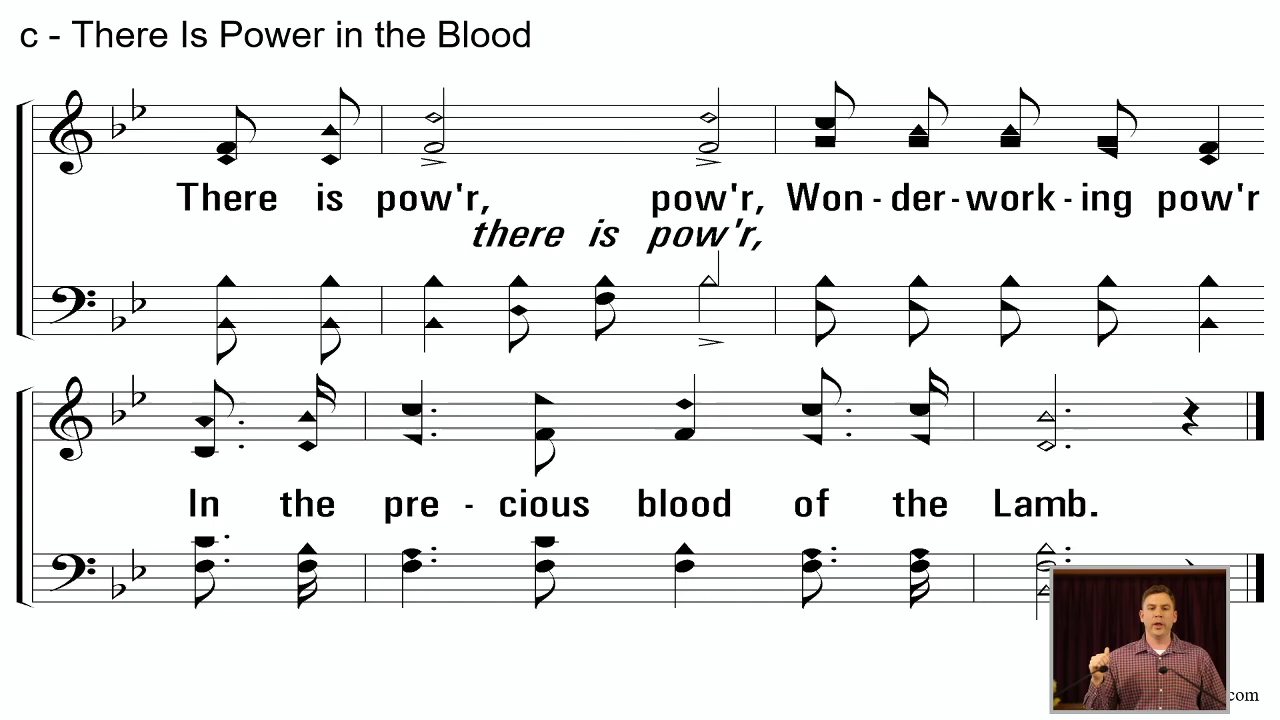 c - There Is Power in the Blood
There is pow'r, pow'r, Won - der - work - ing pow'r
there is pow'r,
In the pre - cious blood of the Lamb.
com